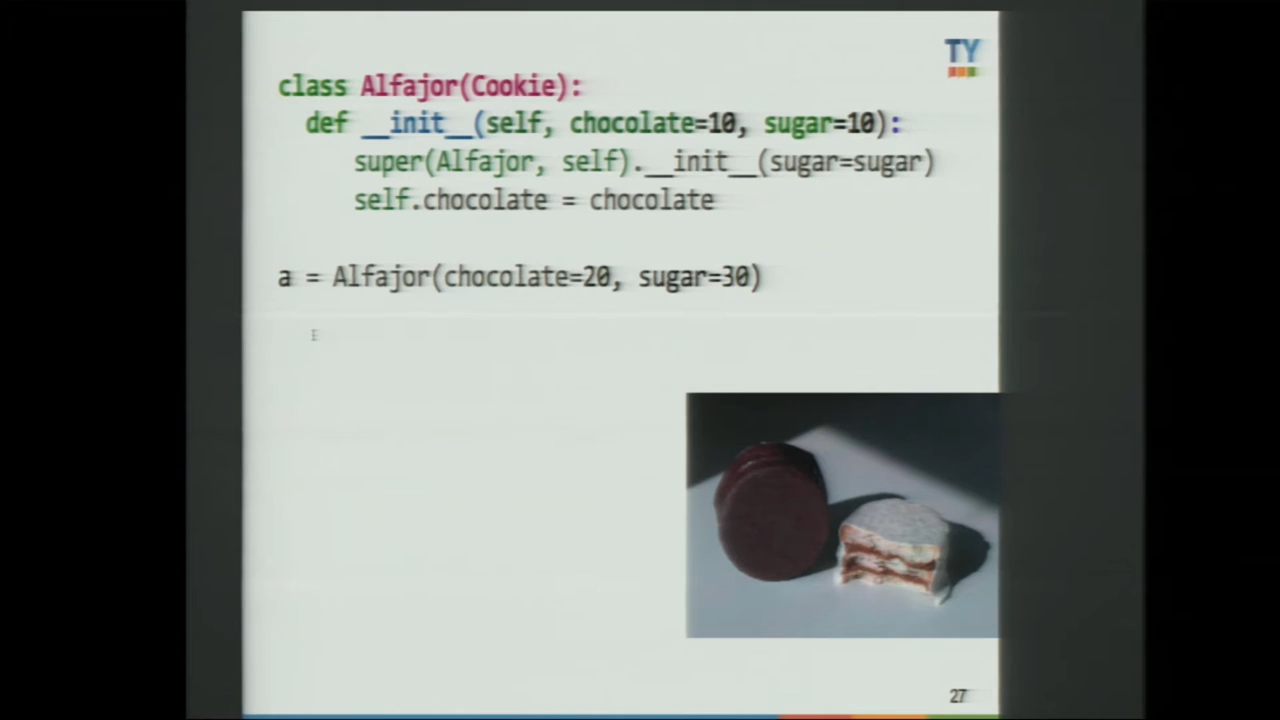 TY
class Alfajor(Cookie):
def __init__(self, chocolate=10, sugar=10):
super(Alfajor, self).__init__(sugar=sugar)
self.chocolate = chocolate
a = Alfajor(chocolate=20, sugar=30)
27